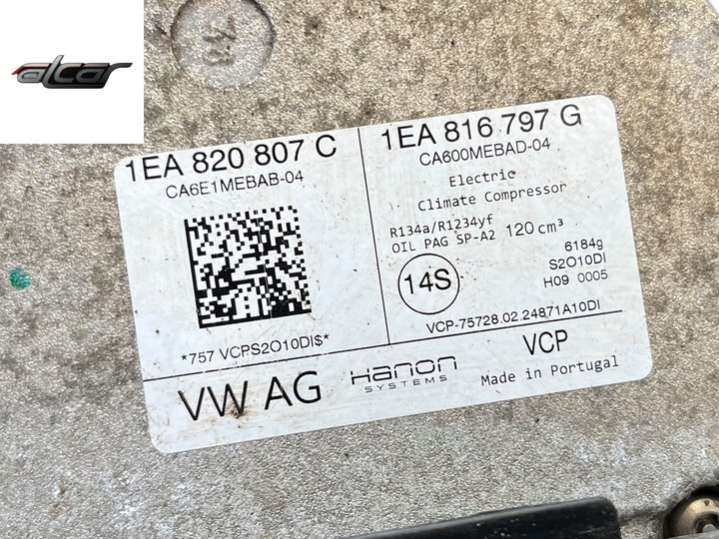 alcar
1EA 820 807 C
CA6E1MEBAB-04
*757 VCPS2O10DI$*
1EA 816 797 G
CA600MEBAD-04
Electric
Climate Compressor
R134a/R1234yf
OIL PAG SP-A2 120 cm³
14S
6184g
S2O10DI
H09 0005
VCP-75728.02.24871A10DI
VW AG
Hanon
SYSTEMS
VCP
Made in Portugal